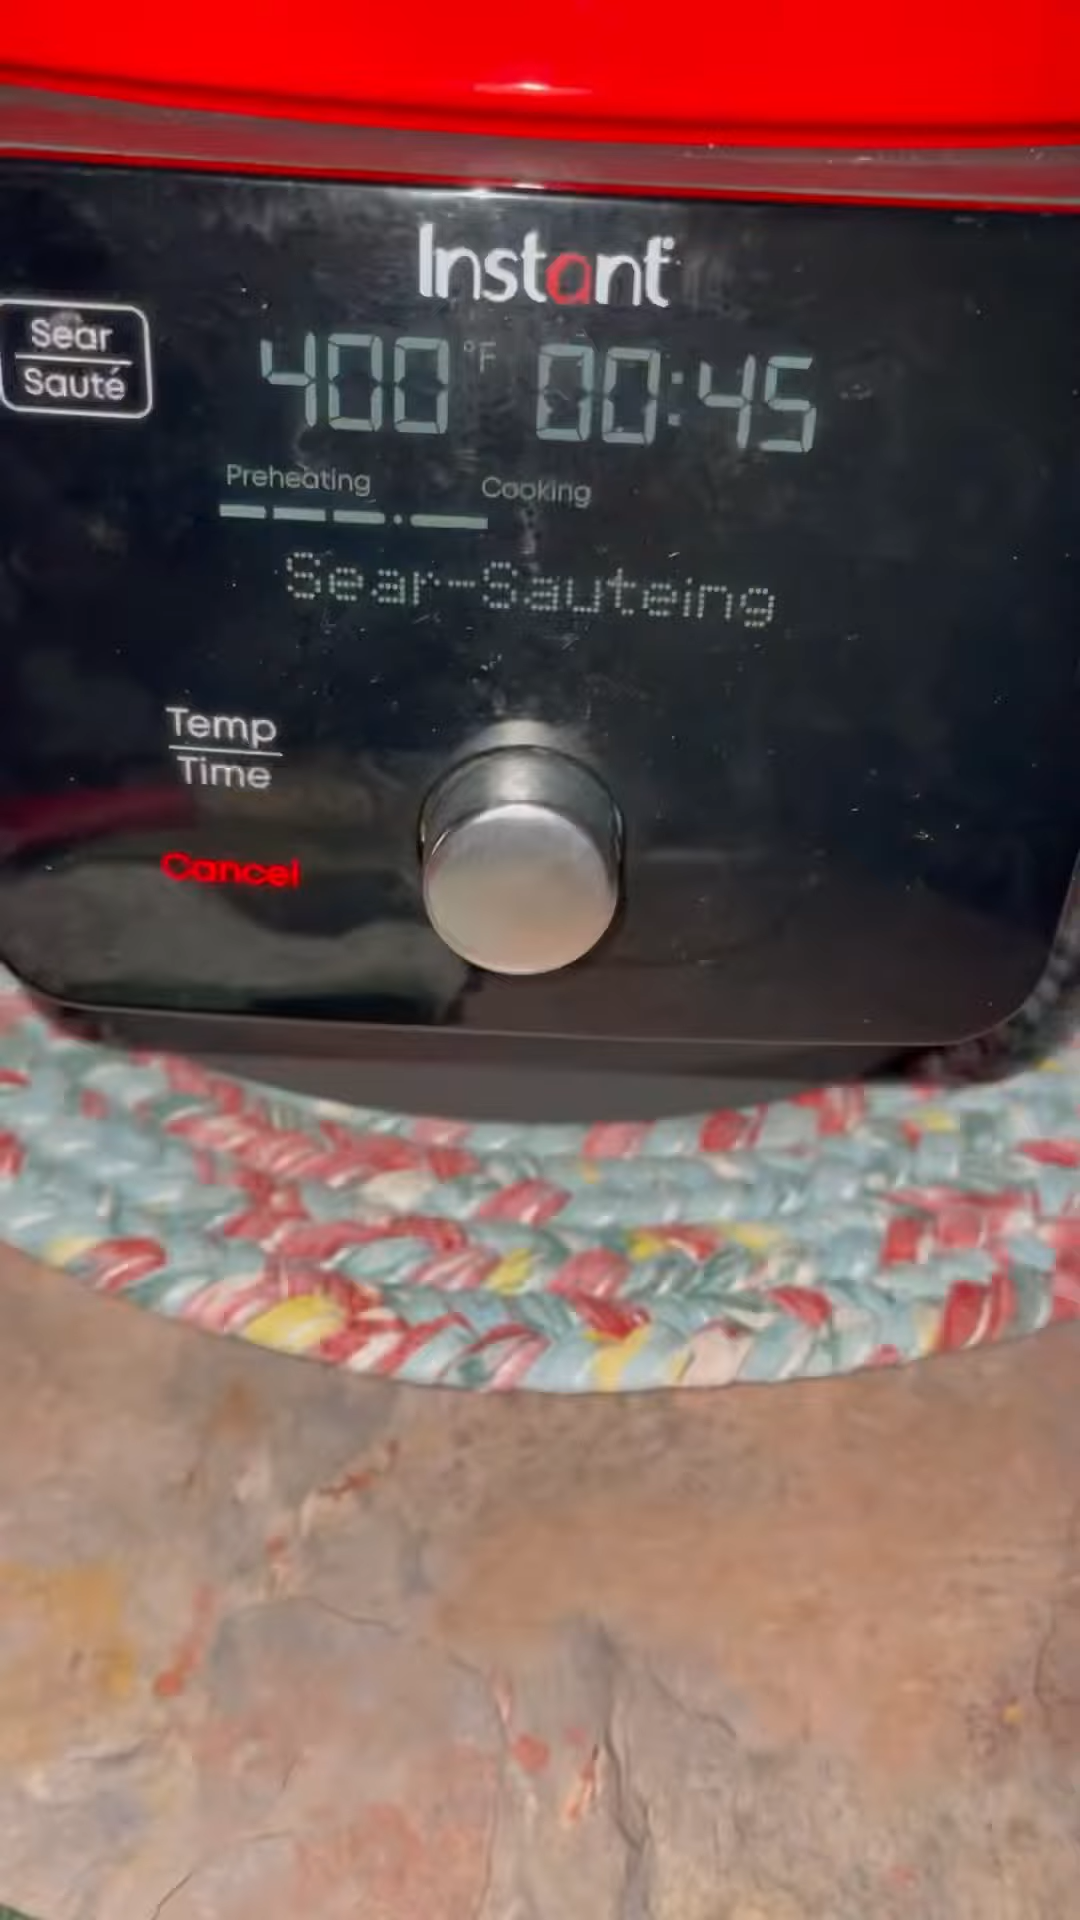 Instant
Sear
Sauté
400 °F 00:45
Preheating Cooking
Sear-Sauteing
Temp
Time
Cancel